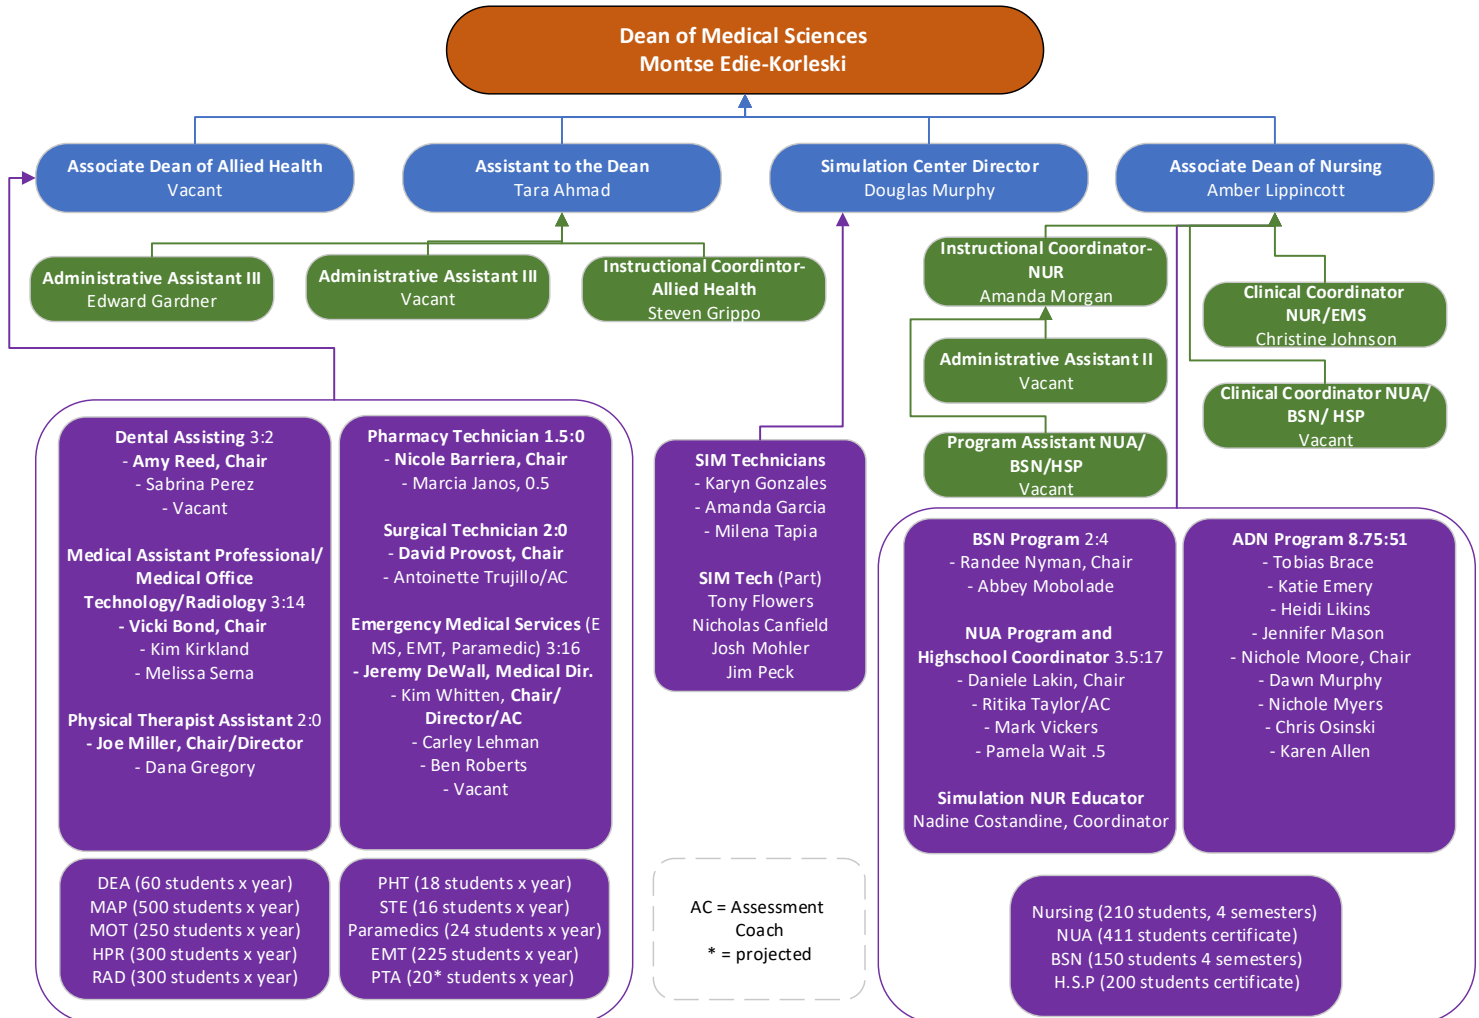 Dean of Medical Sciences
Montse Edie-Korleski
Associate Dean of Allied Health
Vacant
Assistant to the Dean
Tara Ahmad
Simulation Center Director
Douglas Murphy
Associate Dean of Nursing
Amber Lippincott
Administrative Assistant III
Edward Gardner
Administrative Assistant III
Vacant
Instructional Coordintor-
Allied Health
Steven Grippo
Instructional Coordinator-
NUR
Amanda Morgan
Clinical Coordinator
NUR/EMS
Christine Johnson
Administrative Assistant II
Vacant
Clinical Coordinator NUA/
BSN/ HSP
Vacant
Program Assistant NUA/
BSN/HSP
Vacant
Dental Assisting 3:2
- Amy Reed, Chair
- Sabrina Perez
- Vacant
Medical Assistant Professional/
Medical Office
Technology/Radiology 3:14
- Vicki Bond, Chair
- Kim Kirkland
- Melissa Serna
Physical Therapist Assistant 2:0
- Joe Miller, Chair/Director
- Dana Gregory
Pharmacy Technician 1.5:0
- Nicole Barriera, Chair
- Marcia Janos, 0.5
Surgical Technician 2:0
- David Provost, Chair
- Antoinette Trujillo/AC
Emergency Medical Services (E
MS, EMT, Paramedic) 3:16
- Jeremy DeWall, Medical Dir.
- Kim Whitten, Chair/
Director/AC
- Carley Lehman
- Ben Roberts
- Vacant
SIM Technicians
- Karyn Gonzales
- Amanda Garcia
- Milena Tapia
SIM Tech (Part)
Tony Flowers
Nicholas Canfield
Josh Mohler
Jim Peck
BSN Program 2:4
- Randee Nyman, Chair
- Abbey Mobolade
NUA Program and
Highschool Coordinator 3.5:17
- Daniele Lakin, Chair
- Ritika Taylor/AC
- Mark Vickers
- Pamela Wait .5
Simulation NUR Educator
Nadine Costandine, Coordinator
ADN Program 8.75:51
- Tobias Brace
- Katie Emery
- Heidi Likins
- Jennifer Mason
- Nichole Moore, Chair
- Dawn Murphy
- Nichole Myers
- Chris Osinski
- Karen Allen
DEA (60 students x year)
MAP (500 students x year)
MOT (250 students x year)
HPR (300 students x year)
RAD (300 students x year)
PHT (18 students x year)
STE (16 students x year)
Paramedics (24 students x year)
EMT (225 students x year)
PTA (20* students x year)
AC = Assessment
Coach
* = projected
Nursing (210 students, 4 semesters)
NUA (411 students certificate)
BSN (150 students 4 semesters)
H.S.P (200 students certificate)